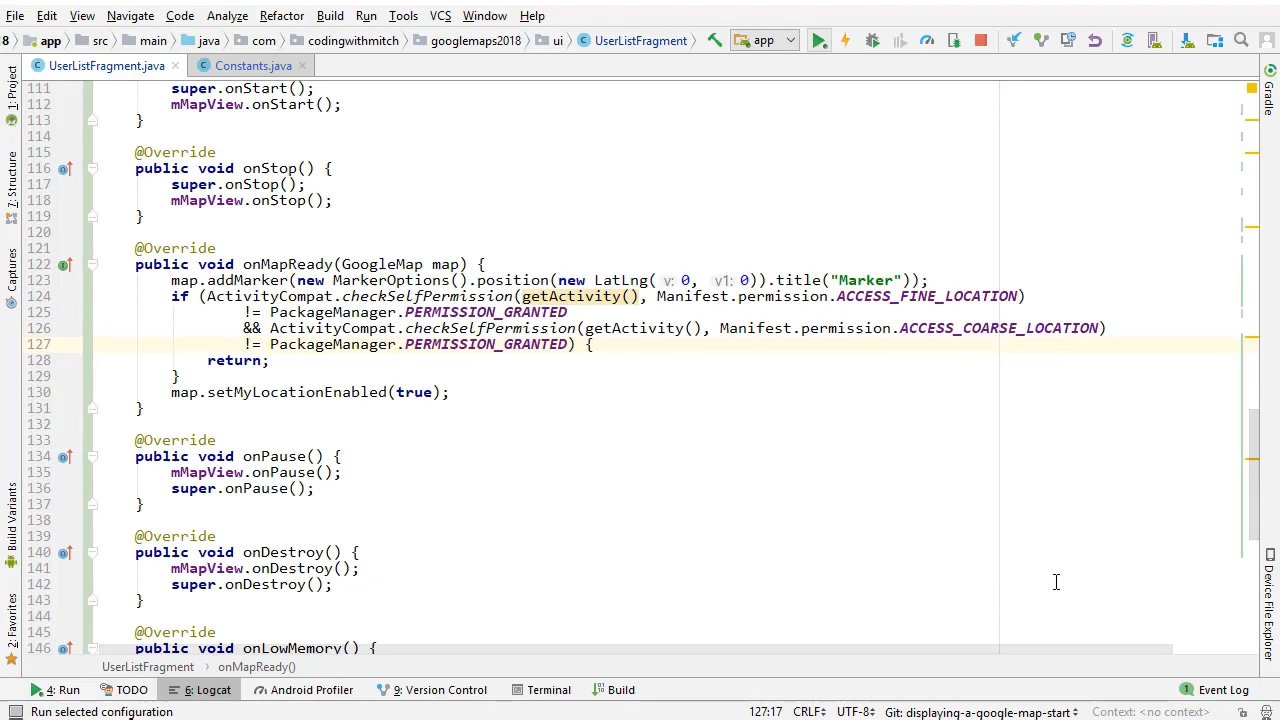 File Edit View Navigate Code Analyze Refactor Build Run Tools VCS Window Help
8 app src main java com codingwithmitch googlemaps2018 ui UserListFragment app
UserListFragment.java Constants.java
111 super.onStart();
112 mMapView.onStart();
113 }
114
115 @Override
116 public void onStop() {
117 super.onStop();
118 mMapView.onStop();
119 }
120
121 @Override
122 public void onMapReady(GoogleMap map) {
123 map.addMarker(new MarkerOptions().position(new LatLng( v: 0, v1: 0)).title("Marker"));
124 if (ActivityCompat.checkSelfPermission(getActivity(), Manifest.permission.ACCESS_FINE_LOCATION)
125 != PackageManager.PERMISSION_GRANTED
126 && ActivityCompat.checkSelfPermission(getActivity(), Manifest.permission.ACCESS_COARSE_LOCATION)
127 != PackageManager.PERMISSION_GRANTED) {
128 return;
129 }
130 map.setMyLocationEnabled(true);
131 }
132
133 @Override
134 public void onPause() {
135 mMapView.onPause();
136 super.onPause();
137 }
138
139 @Override
140 public void onDestroy() {
141 mMapView.onDestroy();
142 super.onDestroy();
143 }
144
145 @Override
146 public void onLowMemory() {
UserListFragment › onMapReady()
1: Project
7: Structure
Captures
Build Variants
2: Favorites
Gradle
Device File Explorer
4: Run TODO 6: Logcat Android Profiler 9: Version Control Terminal Build 1 Event Log
Run selected configuration 127:17 CRLF UTF-8 Git: displaying-a-google-map-start Context: <no context>